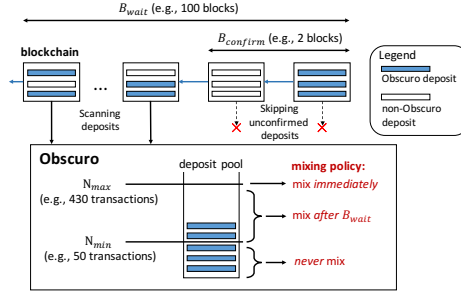 B_wait (e.g., 100 blocks)
B_confirm (e.g., 2 blocks)
blockchain
...
Legend
Obscuro deposit
non-Obscuro
deposit
Scanning
deposits
Skipping
unconfirmed
deposits
Obscuro
deposit pool
mixing policy:
N_max
(e.g., 430 transactions)
mix immediately
mix after B_wait
N_min
(e.g., 50 transactions)
never mix